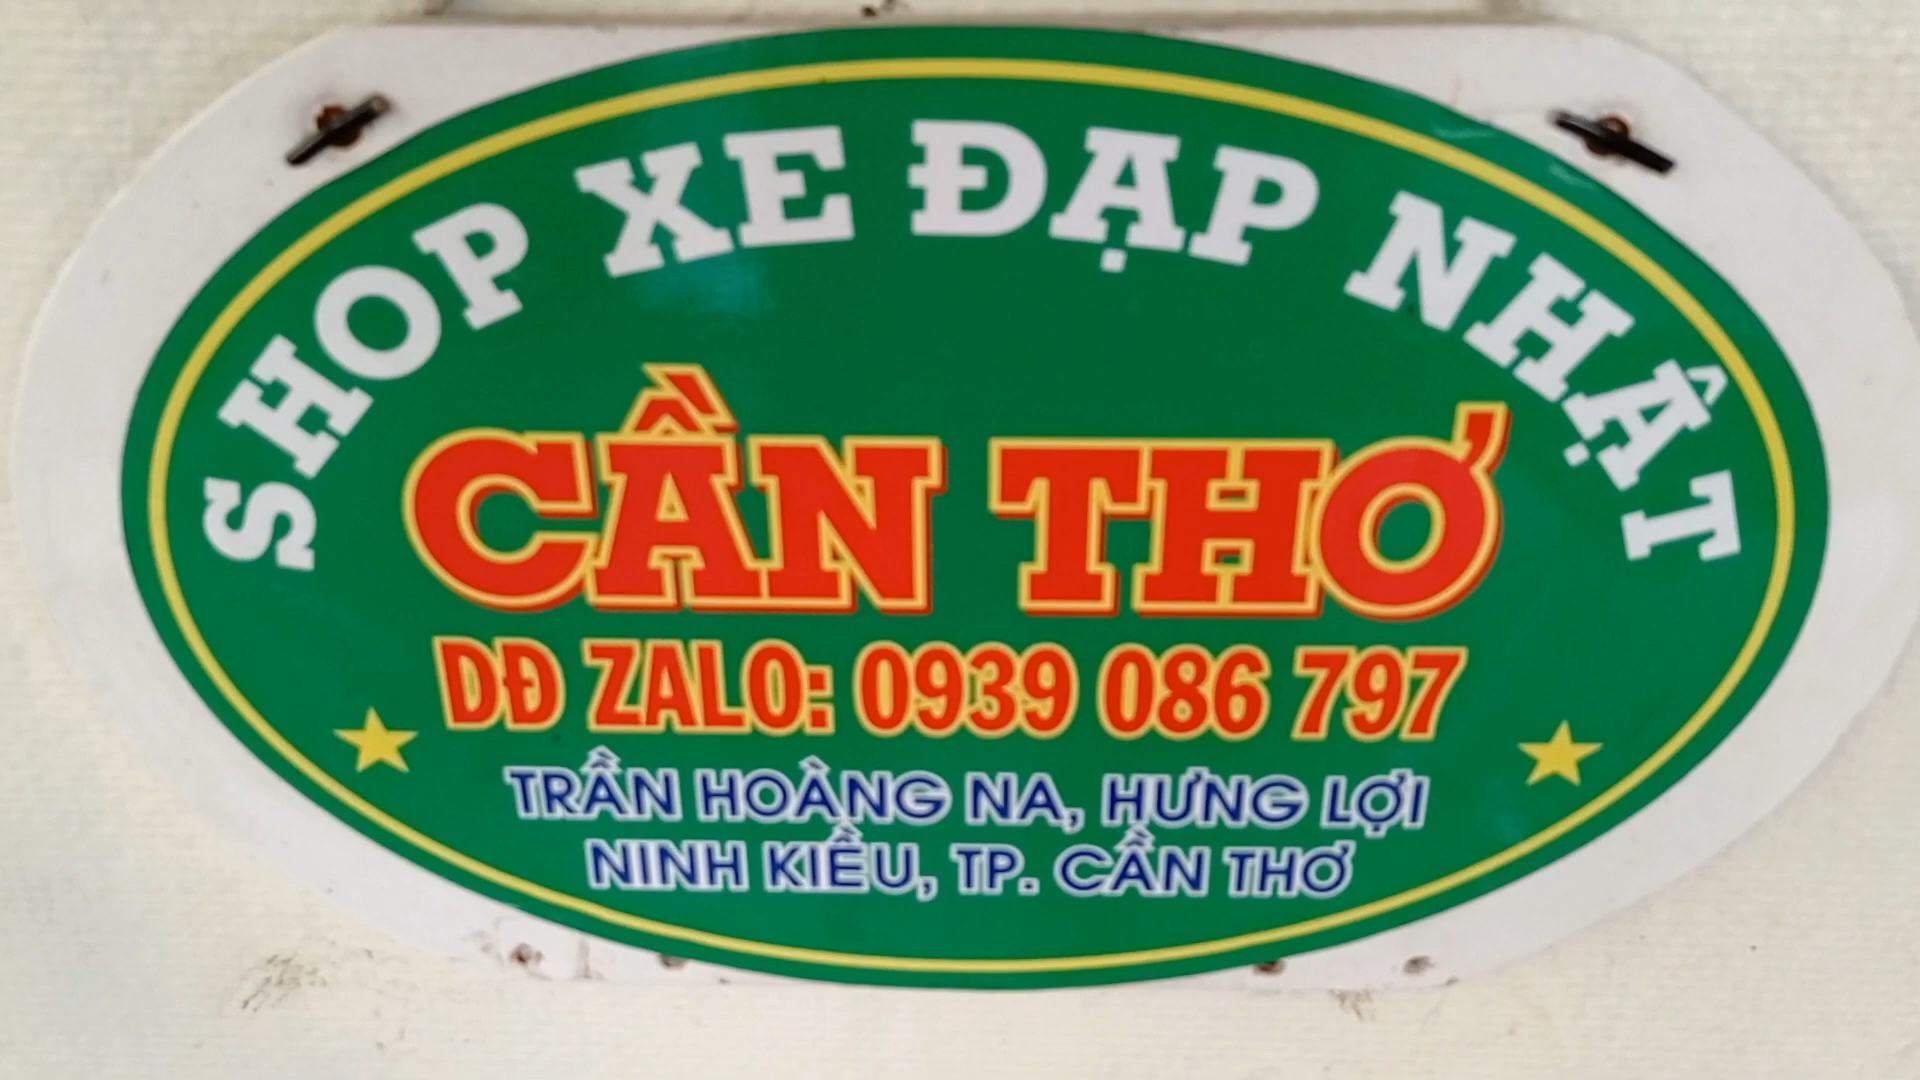 SHOP XE ĐẠP NHẬT
CẦN THƠ
DĐ ZALO: 0939 086 797
TRẦN HOÀNG NA, HƯNG LỢI
NINH KIỀU, TP. CẦN THƠ